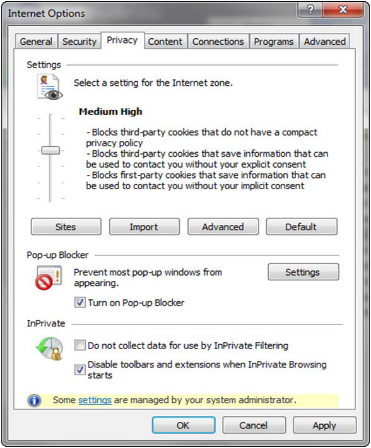 Internet Options
General Security Privacy Content Connections Programs Advanced
Settings
Select a setting for the Internet zone.
Medium High
- Blocks third-party cookies that do not have a compact
privacy policy
- Blocks third-party cookies that save information that can
be used to contact you without your explicit consent
- Blocks first-party cookies that save information that can
be used to contact you without your implicit consent
Sites Import Advanced Default
Pop-up Blocker
Prevent most pop-up windows from
appearing.
Settings
Turn on Pop-up Blocker
InPrivate
Do not collect data for use by InPrivate Filtering
Disable toolbars and extensions when InPrivate Browsing
starts
Some settings are managed by your system administrator.
OK Cancel Apply